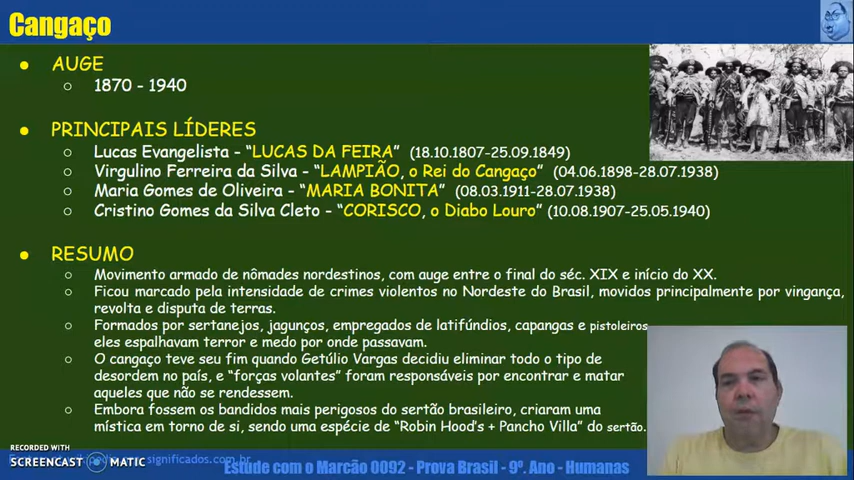 Cangaço
● AUGE
○ 1870 - 1940
● PRINCIPAIS LÍDERES
○ Lucas Evangelista - “LUCAS DA FEIRA” (18.10.1807-25.09.1849)
○ Virgulino Ferreira da Silva - “LAMPIÃO, o Rei do Cangaço” (04.06.1898-28.07.1938)
○ Maria Gomes de Oliveira - “MARIA BONITA” (08.03.1911-28.07.1938)
○ Cristino Gomes da Silva Cleto - “CORISCO, o Diabo Louro” (10.08.1907-25.05.1940)
● RESUMO
○ Movimento armado de nômades nordestinos, com auge entre o final do séc. XIX e início do XX.
○ Ficou marcado pela intensidade de crimes violentos no Nordeste do Brasil, movidos principalmente por vingança,
revolta e disputa de terras.
○ Formados por sertanejos, jagunços, empregados de latifúndios, capangas e pistoleiros
eles espalhavam terror e medo por onde passavam.
○ O cangaço teve seu fim quando Getúlio Vargas decidiu eliminar todo o tipo de
desordem no país, e “forças volantes” foram responsáveis por encontrar e matar
aqueles que não se rendessem.
○ Embora fossem os bandidos mais perigosos do sertão brasileiro, criaram uma
mística em torno de si, sendo uma espécie de “Robin Hood's + Pancho Villa” do sertão.
RECORDED WITH
SCREENCAST MATIC
significados.com.br
Estude com o Marcão 0092 - Prova Brasil - 9º. Ano - Humanas